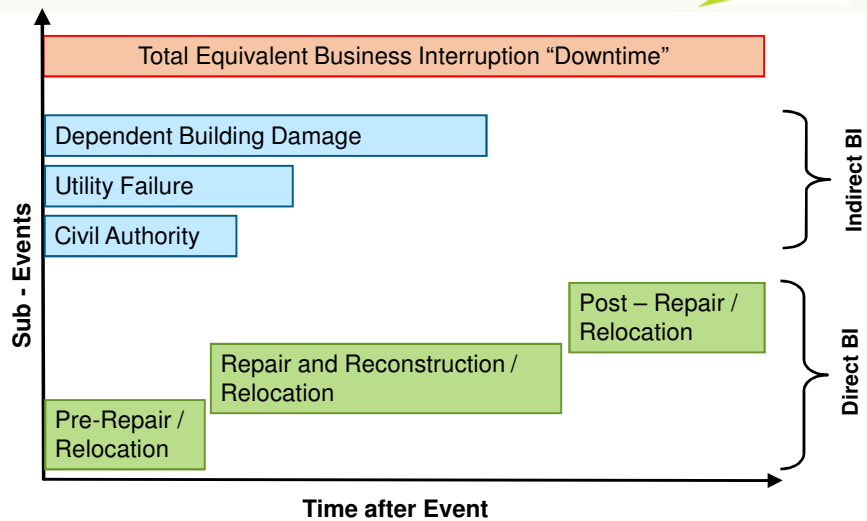 Total Equivalent Business Interruption “Downtime”
Dependent Building Damage
Utility Failure
Civil Authority
Indirect BI
Sub - Events
Post – Repair /
Relocation
Repair and Reconstruction /
Relocation
Pre-Repair /
Relocation
Direct BI
Time after Event